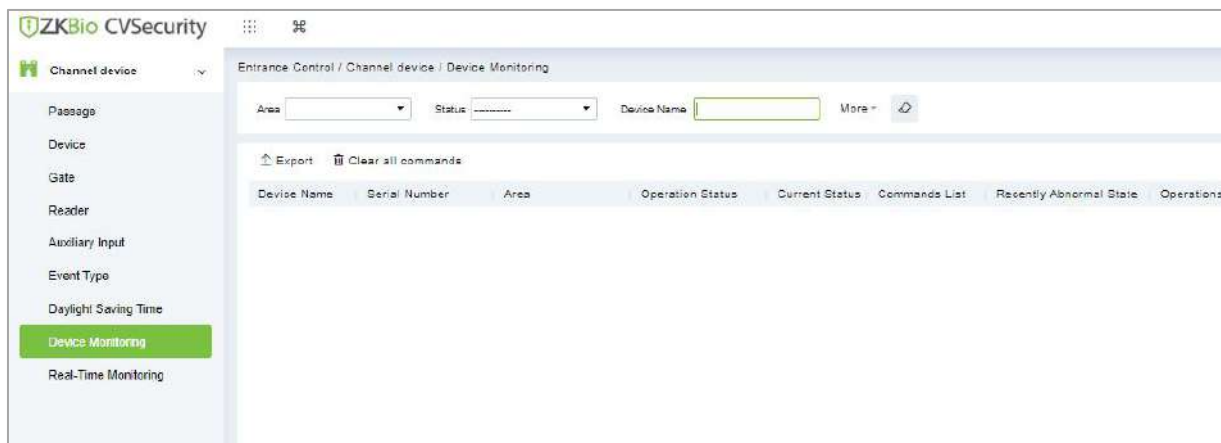 ZKBio CVSecurity
Channel device
Passage
Device
Gate
Reader
Auxiliary Input
Event Type
Daylight Saving Time
Device Monitoring
Real-Time Monitoring
Entrance Control / Channel device / Device Monitoring
Area Status ---------- Device Name More
Export Clear all commands
Device Name Serial Number Area Operation Status Current Status Commands List Recently Abnormal State Operations